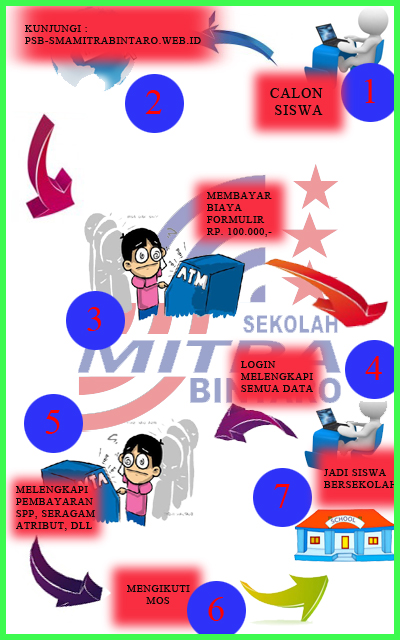 KUNJUNGI :
PSB-SMAMITRABINTARO.WEB.ID
1
CALON
SISWA
2
MEMBAYAR
BIAYA
FORMULIR
RP. 100.000,-
ATM
3
SEKOLAH
MITRA
BINTARO
4
LOGIN
MELENGKAPI
SEMUA DATA
5
MELENGKAPI
PEMBAYARAN
SPP, SERAGAM
ATRIBUT, DLL
7
JADI SISWA
BERSEKOLAH
SCHOOL
MENGIKUTI
MOS
6